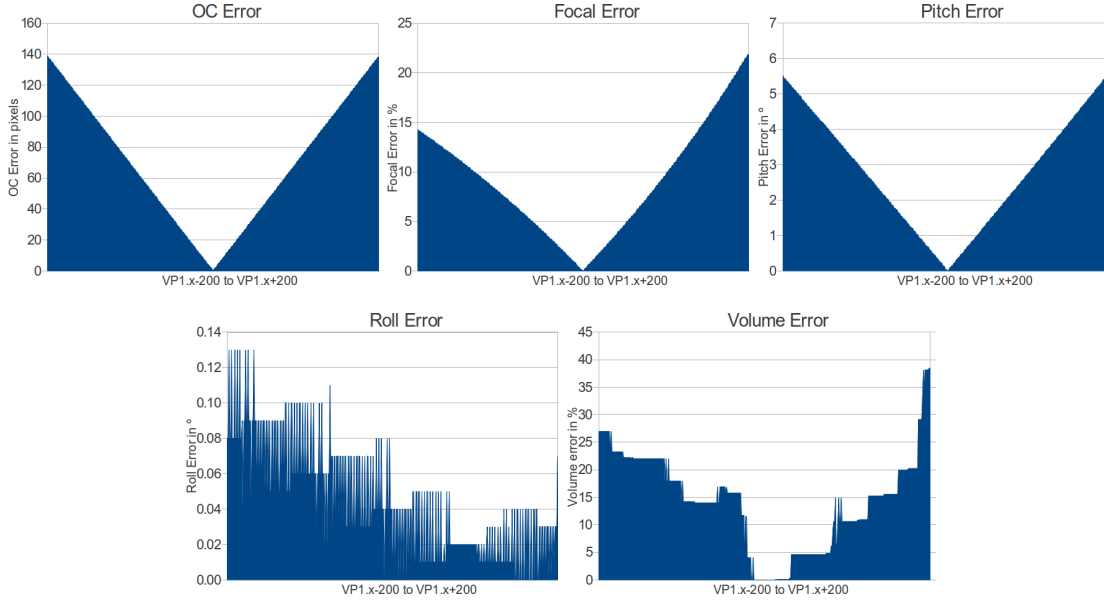 OC Error
160
140
120
100
80
60
40
20
0
OC Error in pixels
VP1.x-200 to VP1.x+200
Focal Error
25
20
15
10
5
0
Focal Error in %
VP1.x-200 to VP1.x+200
Pitch Error
7
6
5
4
3
2
1
0
Pitch Error in º
VP1.x-200 to VP1.x+200
Roll Error
0.14
0.12
0.10
0.08
0.06
0.04
0.02
0.00
Roll Error in º
VP1.x-200 to VP1.x+200
Volume Error
45
40
35
30
25
20
15
10
5
0
Volume error in %
VP1.x-200 to VP1.x+200